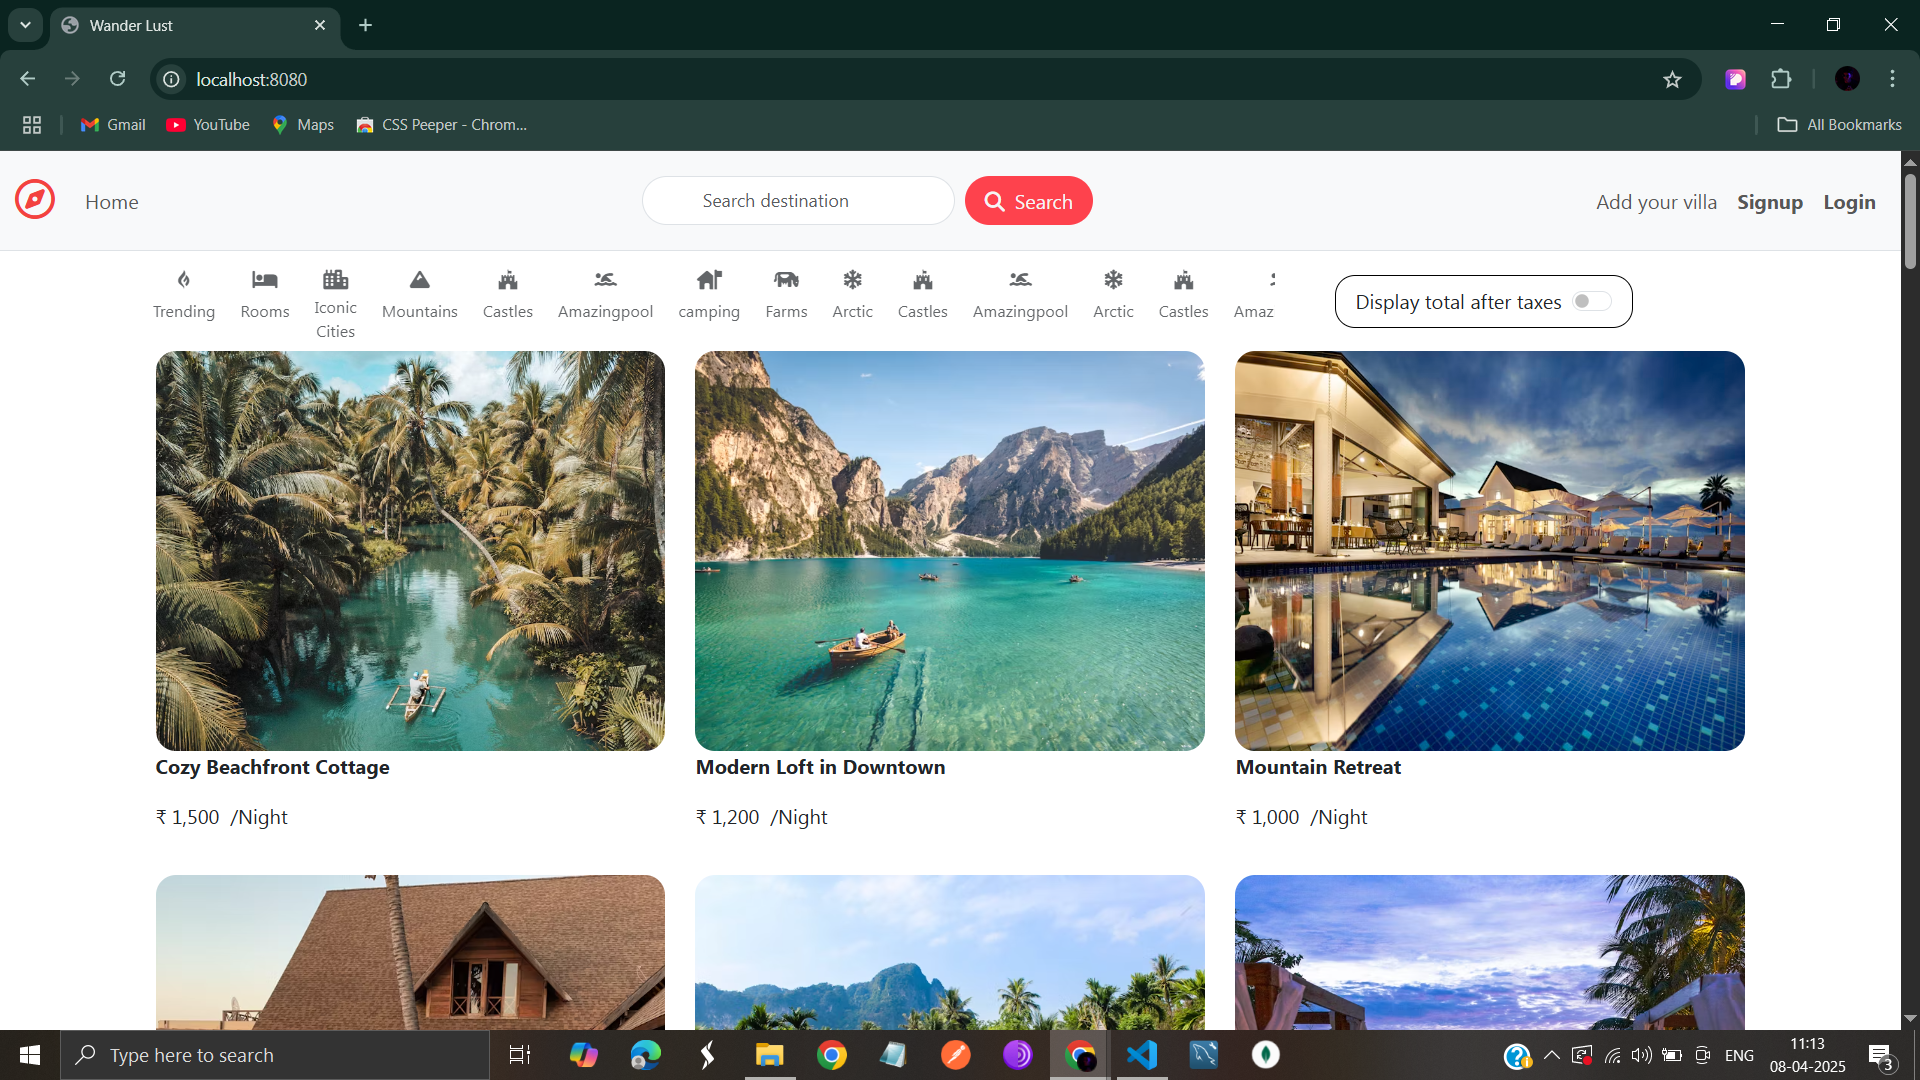 Wander Lust
localhost:8080
Gmail
YouTube
Maps
CSS Peeper - Chrom...
All Bookmarks
Home
Search destination
Search
Add your villa
Signup
Login
Trending
Rooms
Iconic
Cities
Mountains
Castles
Amazingpool
camping
Farms
Arctic
Castles
Amazingpool
Arctic
Castles
Amaz
Display total after taxes
Cozy Beachfront Cottage
₹ 1,500 /Night
Modern Loft in Downtown
₹ 1,200 /Night
Mountain Retreat
₹ 1,000 /Night
Type here to search
ENG
11:13
08-04-2025
3